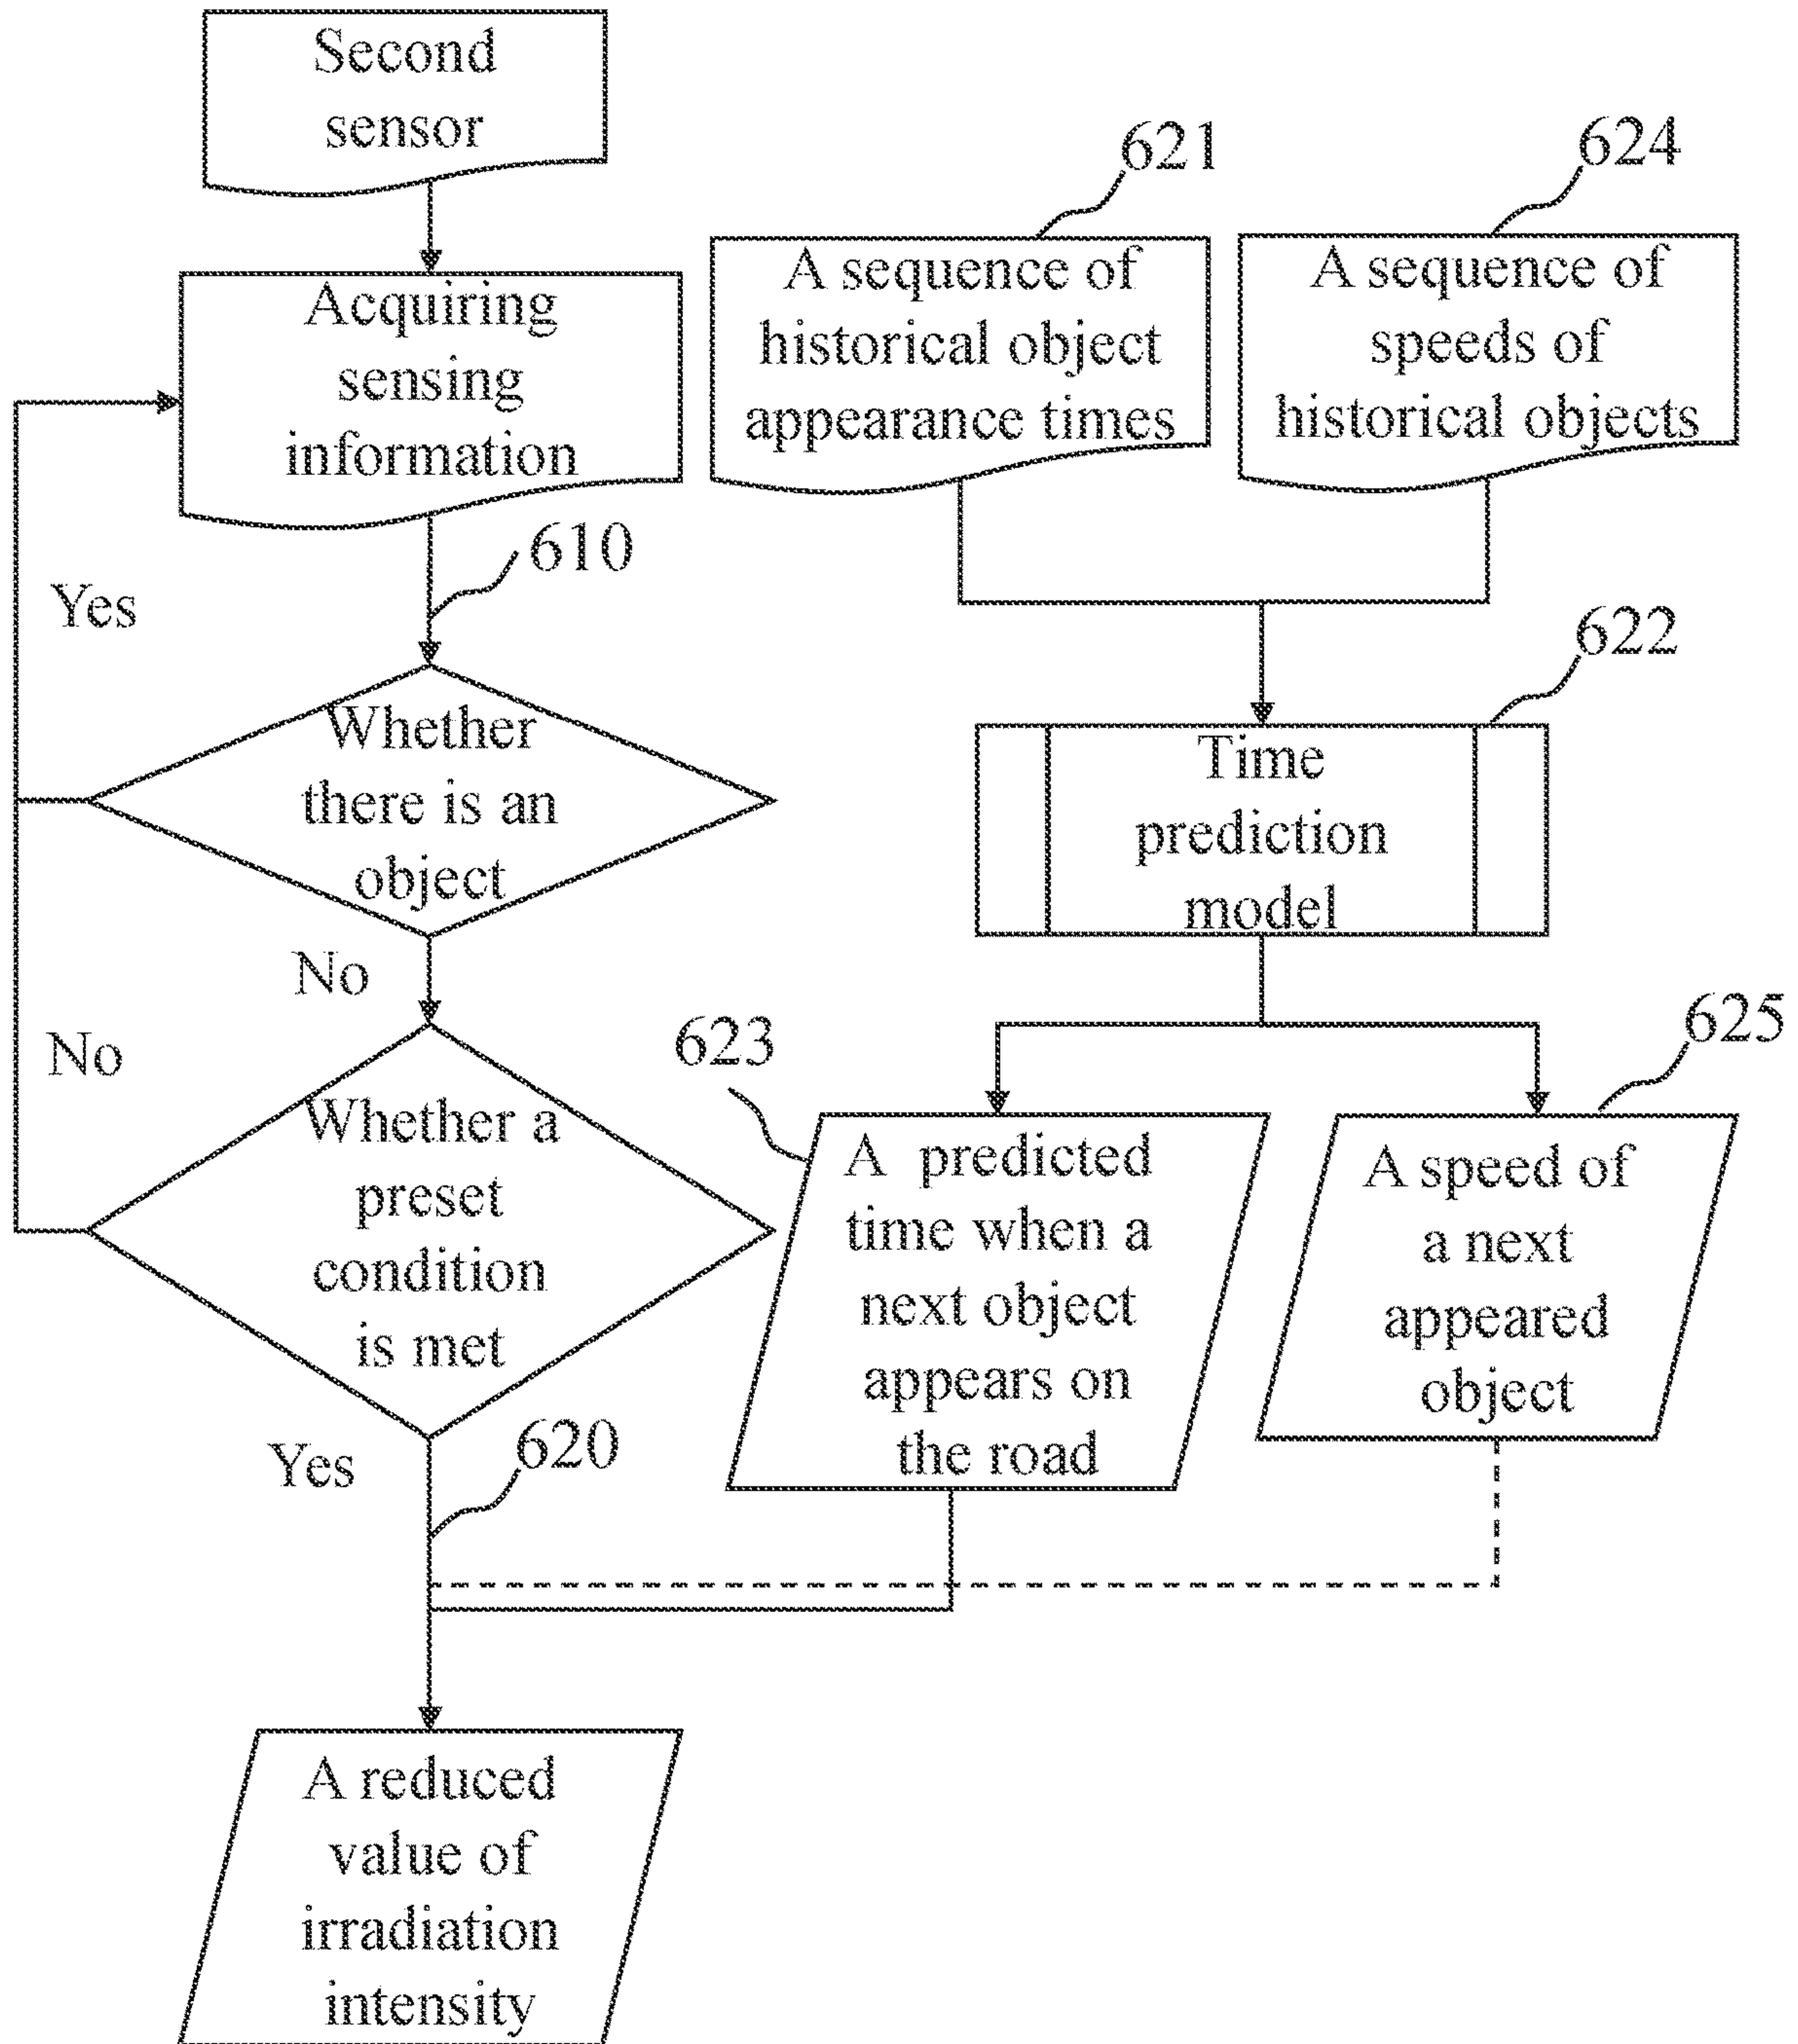 Second
sensor
621
624
Acquiring
sensing
information
A sequence of
historical object
appearance times
A sequence of
speeds of
historical objects
610
Yes
622
Whether
there is an
object
Time
prediction
model
No
No
623
625
Whether a
preset
condition
is met
A predicted
time when a
next object
appears on
the road
A speed of
a next
appeared
object
Yes
620
A reduced
value of
irradiation
intensity